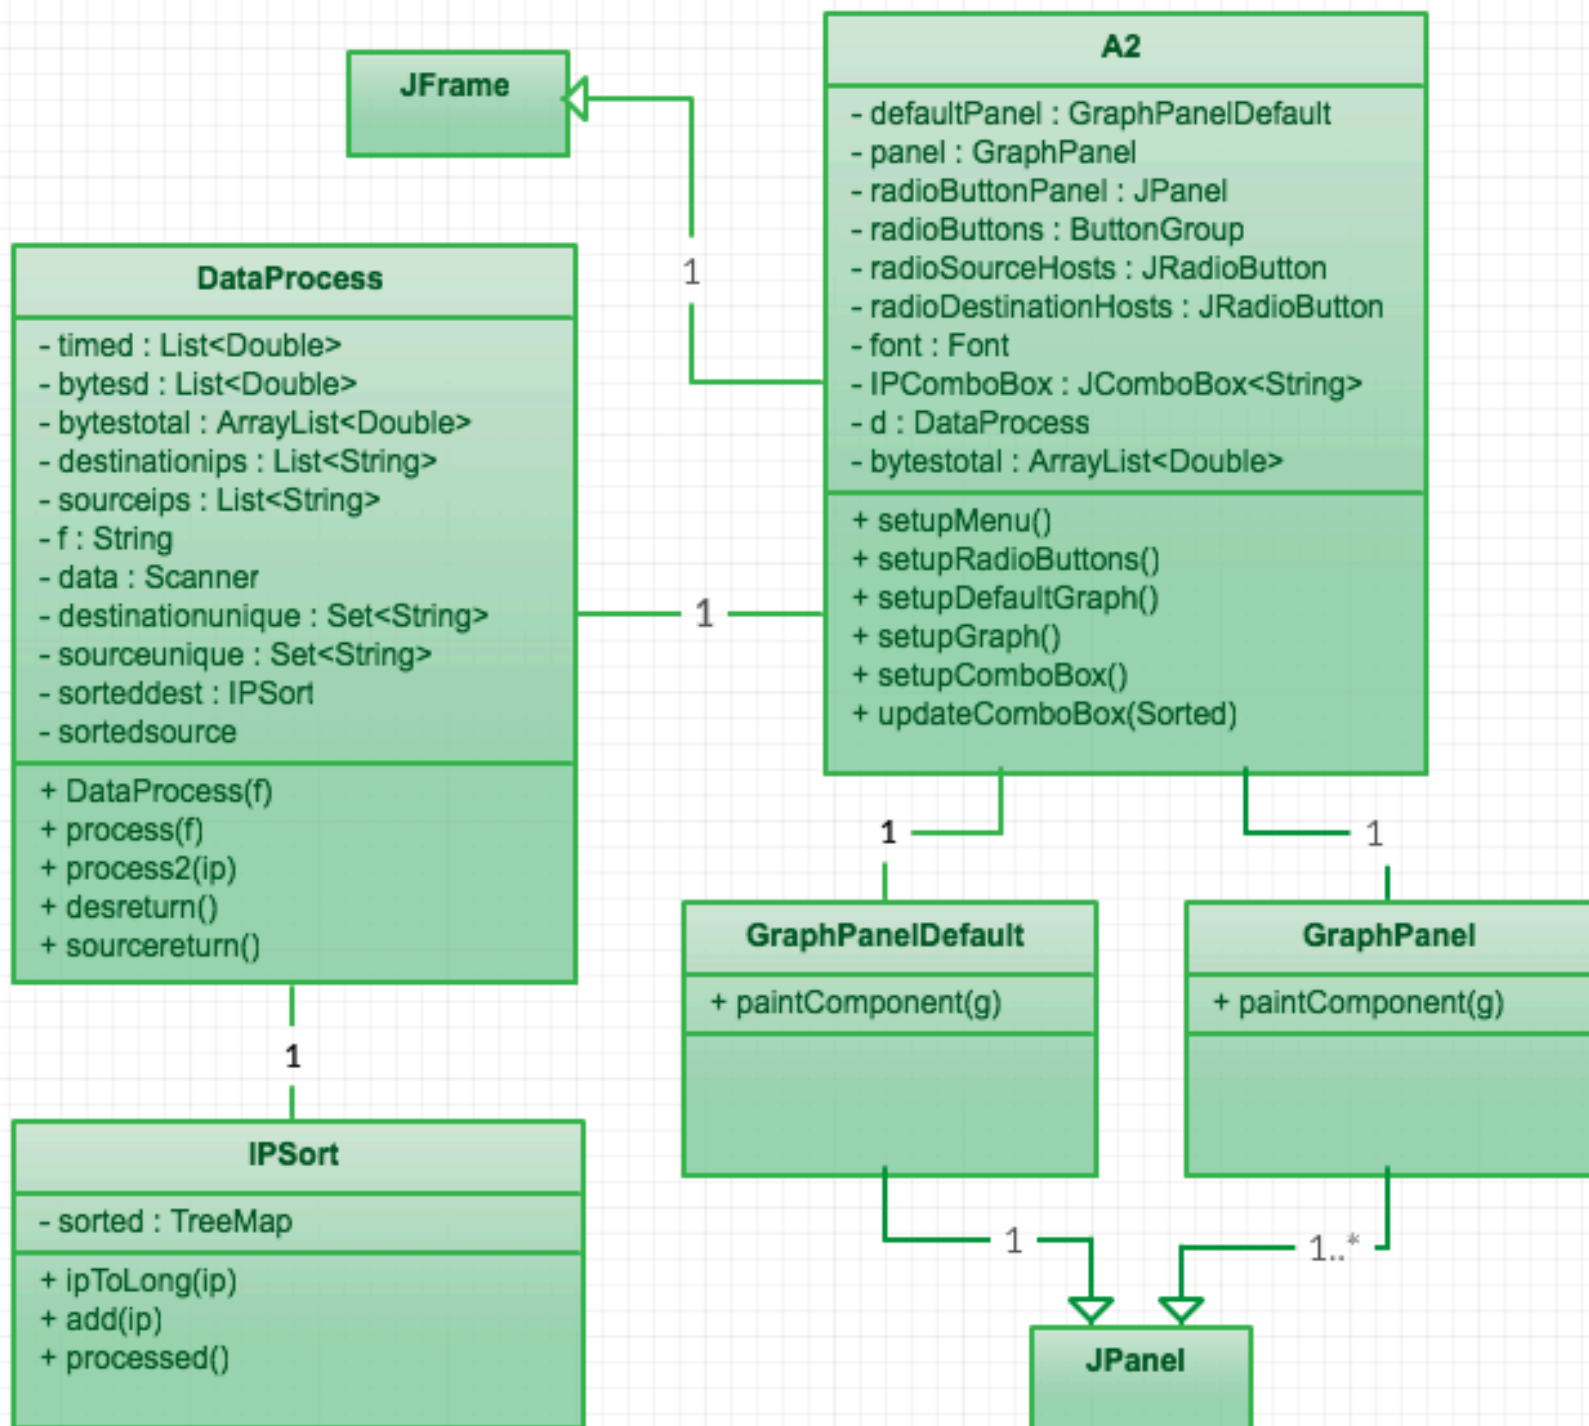 JFrame
1
A2
- defaultPanel : GraphPanelDefault
- panel : GraphPanel
- radioButtonPanel : JPanel
- radioButtons : ButtonGroup
- radioSourceHosts : JRadioButton
- radioDestinationHosts : JRadioButton
- font : Font
- IPComboBox : JComboBox<String>
- d : DataProcess
- bytestotal : ArrayList<Double>
+ setupMenu()
+ setupRadioButtons()
+ setupDefaultGraph()
+ setupGraph()
+ setupComboBox()
+ updateComboBox(Sorted)
DataProcess
- timed : List<Double>
- bytesd : List<Double>
- bytestotal : ArrayList<Double>
- destinationips : List<String>
- sourceips : List<String>
- f : String
- data : Scanner
- destinationunique : Set<String>
- sourceunique : Set<String>
- sorteddest : IPSort
- sortedsource
+ DataProcess(f)
+ process(f)
+ process2(ip)
+ desreturn()
+ sourcereturn()
1
1
1
GraphPanelDefault
+ paintComponent(g)
GraphPanel
+ paintComponent(g)
1
IPSort
- sorted : TreeMap
+ ipToLong(ip)
+ add(ip)
+ processed()
1
1..*
JPanel